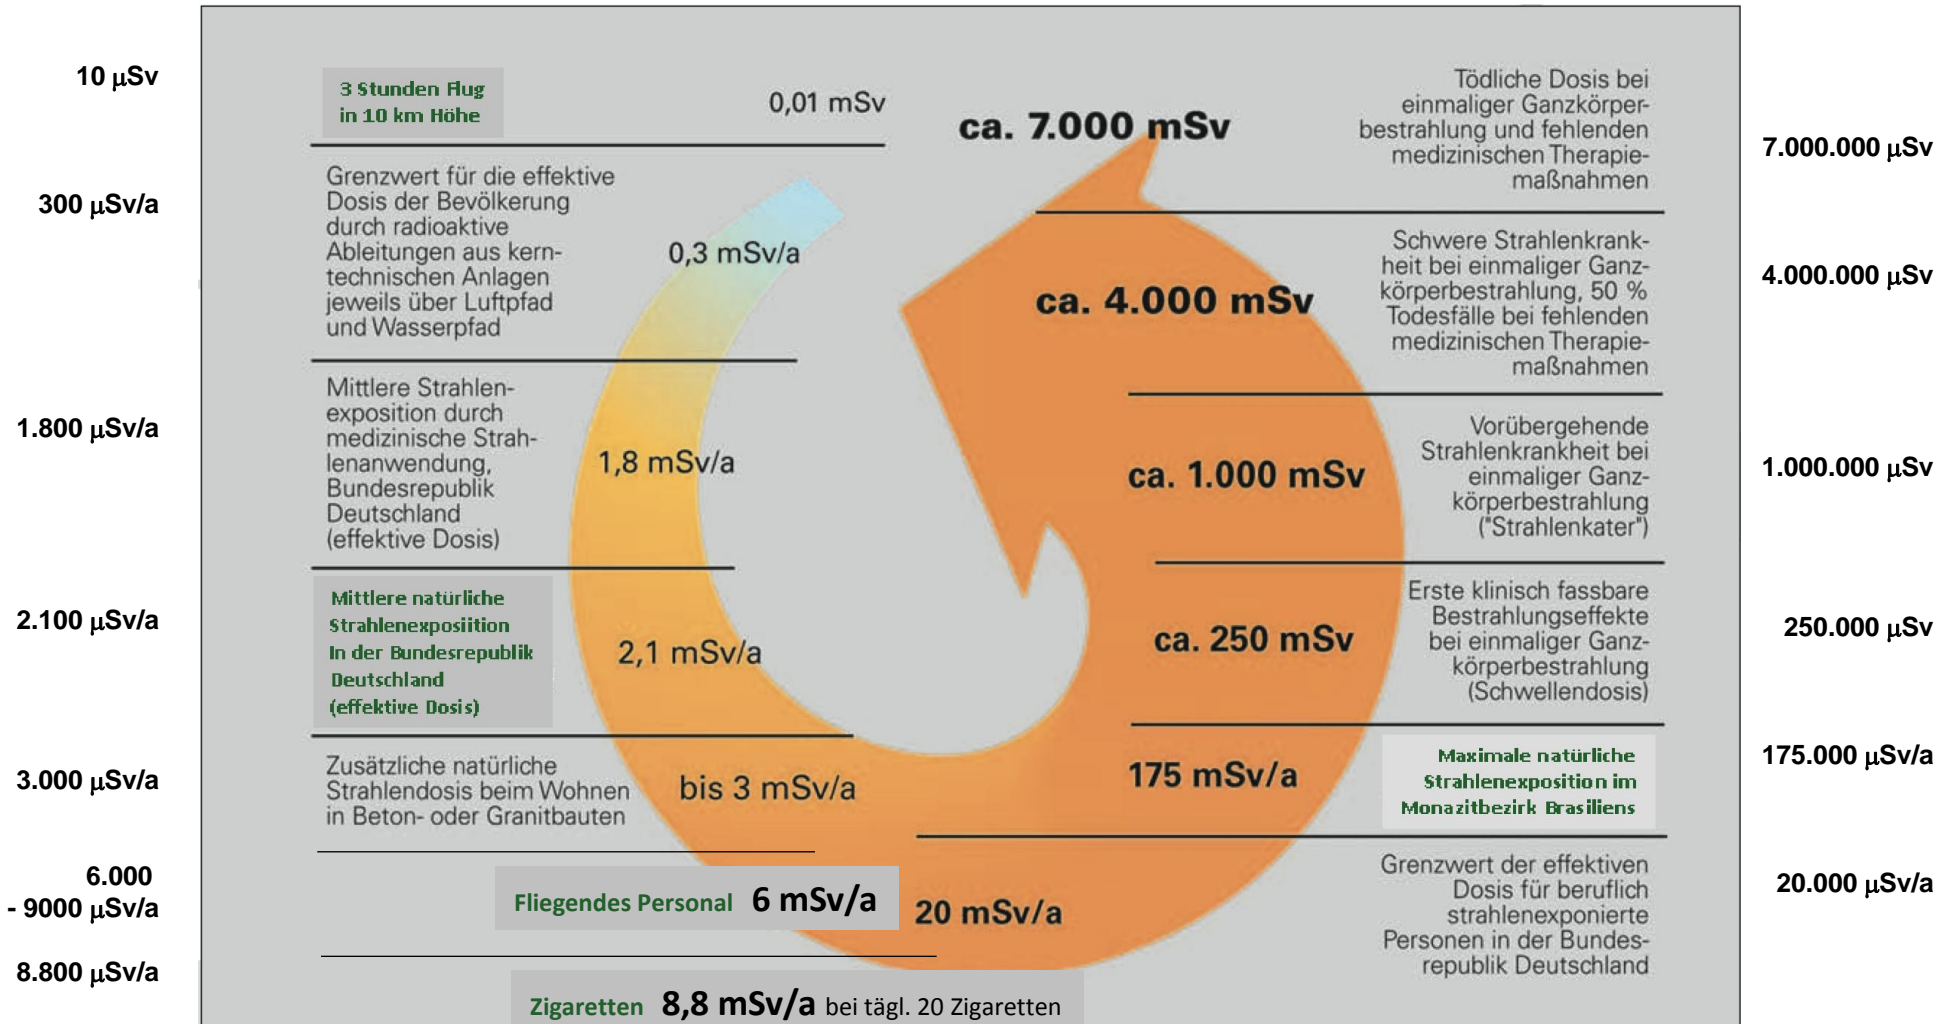 10 µSv
3 Stunden Flug
in 10 km Höhe
0,01 mSv
300 µSv/a
Grenzwert für die effektive
Dosis der Bevölkerung
durch radioaktive
Ableitungen aus kern-
technischen Anlagen
jeweils über Luftpfad
und Wasserpfad
0,3 mSv/a
1.800 µSv/a
Mittlere Strahlen-
exposition durch
medizinische Strah-
lenanwendung,
Bundesrepublik
Deutschland
(effektive Dosis)
1,8 mSv/a
2.100 µSv/a
Mittlere natürliche
Strahlenexposiition
In der Bundesrepublik
Deutschland
(effektive Dosis)
2,1 mSv/a
3.000 µSv/a
Zusätzliche natürliche
Strahlendosis beim Wohnen
in Beton- oder Granitbauten
bis 3 mSv/a
6.000
- 9000 µSv/a
Fliegendes Personal 6 mSv/a
8.800 µSv/a
Zigaretten 8,8 mSv/a bei tägl. 20 Zigaretten
ca. 7.000 mSv
Tödliche Dosis bei
einmaliger Ganzkörper-
bestrahlung und fehlenden
medizinischen Therapie-
maßnahmen
7.000.000 µSv
ca. 4.000 mSv
Schwere Strahlenkrank-
heit bei einmaliger Ganz-
körperbestrahlung, 50 %
Todesfälle bei fehlenden
medizinischen Therapie-
maßnahmen
4.000.000 µSv
ca. 1.000 mSv
Vorübergehende
Strahlenkrankheit bei
einmaliger Ganz-
körperbestrahlung
("Strahlenkater")
1.000.000 µSv
ca. 250 mSv
Erste klinisch fassbare
Bestrahlungseffekte
bei einmaliger Ganz-
körperbestrahlung
(Schwellendosis)
250.000 µSv
175 mSv/a
Maximale natürliche
Strahlenexposition im
Monazitbezirk Brasiliens
175.000 µSv/a
20 mSv/a
Grenzwert der effektiven
Dosis für beruflich
strahlenexponierte
Personen in der Bundes-
republik Deutschland
20.000 µSv/a